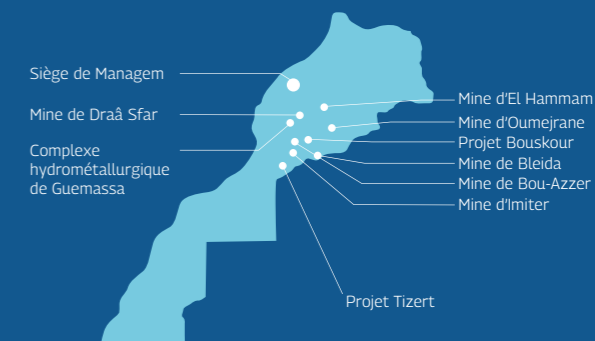 Siège de Managem
Mine de Draâ Sfar
Complexe
hydrométallurgique
de Guemassa
Mine d'El Hammam
Mine d'Oumejrane
Projet Bouskour
Mine de Bleida
Mine de Bou-Azzer
Mine d'Imiter
Projet Tizert